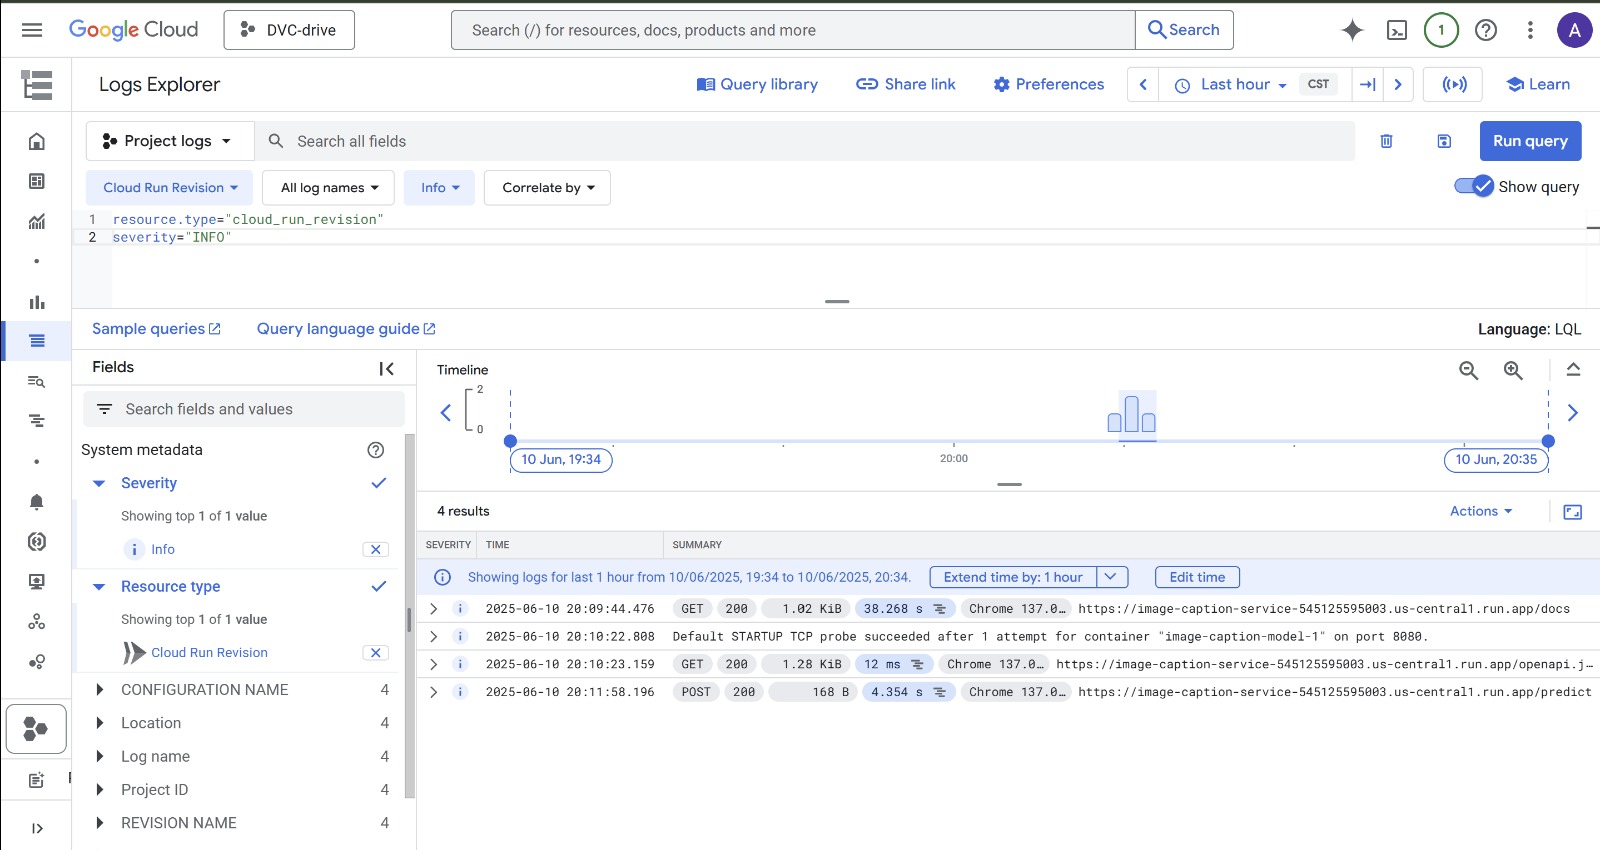 Google Cloud
DVC-drive
Search (/) for resources, docs, products and more
Search
1
A
Logs Explorer
Query library
Share link
Preferences
Last hour
CST
Learn
Project logs
Search all fields
Run query
Cloud Run Revision
All log names
Info
Correlate by
Show query
1 resource.type="cloud_run_revision"
2 severity="INFO"
Sample queries
Query language guide
Language: LQL
Fields
Search fields and values
System metadata
Severity
Showing top 1 of 1 value
Info
Resource type
Showing top 1 of 1 value
Cloud Run Revision
CONFIGURATION NAME 4
Location 4
Log name 4
Project ID 4
REVISION NAME 4
Timeline
2
0
10 Jun, 19:34
20:00
10 Jun, 20:35
4 results
Actions
SEVERITY TIME SUMMARY
Showing logs for last 1 hour from 10/06/2025, 19:34 to 10/06/2025, 20:34. Extend time by: 1 hour Edit time
2025-06-10 20:09:44.476 GET 200 1.02 KiB 38.268 s Chrome 137.0… https://image-caption-service-545125595003.us-central1.run.app/docs
2025-06-10 20:10:22.808 Default STARTUP TCP probe succeeded after 1 attempt for container "image-caption-model-1" on port 8080.
2025-06-10 20:10:23.159 GET 200 1.28 KiB 12 ms Chrome 137.0… https://image-caption-service-545125595003.us-central1.run.app/openapi.j…
2025-06-10 20:11:58.196 POST 200 168 B 4.354 s Chrome 137.0… https://image-caption-service-545125595003.us-central1.run.app/predict